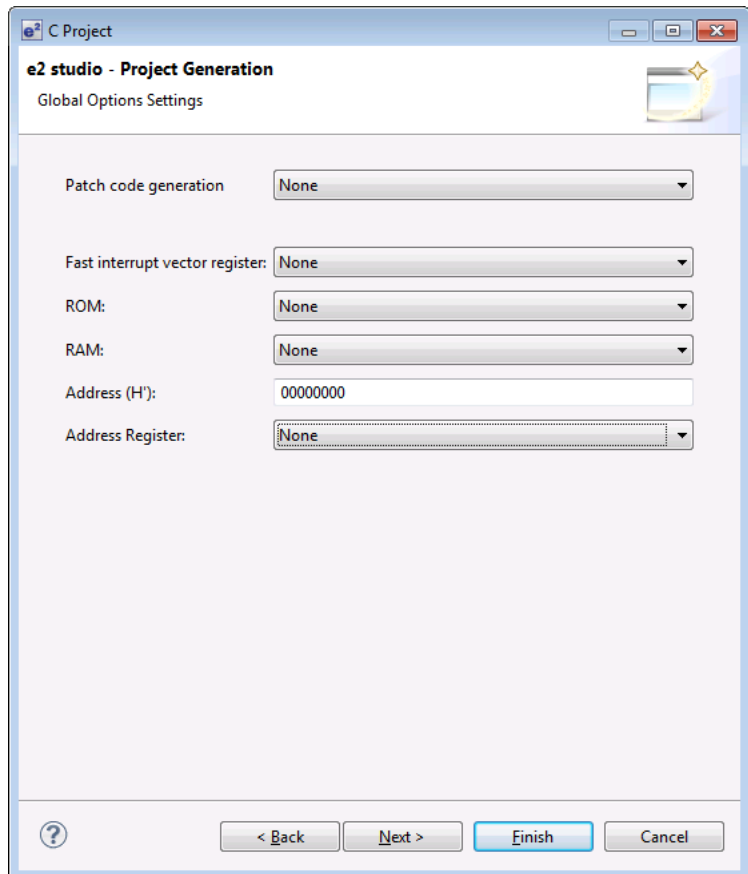 e² C Project
e2 studio - Project Generation
Global Options Settings
Patch code generation None
Fast interrupt vector register: None
ROM: None
RAM: None
Address (H'): 00000000
Address Register: None
? < Back Next > Finish Cancel